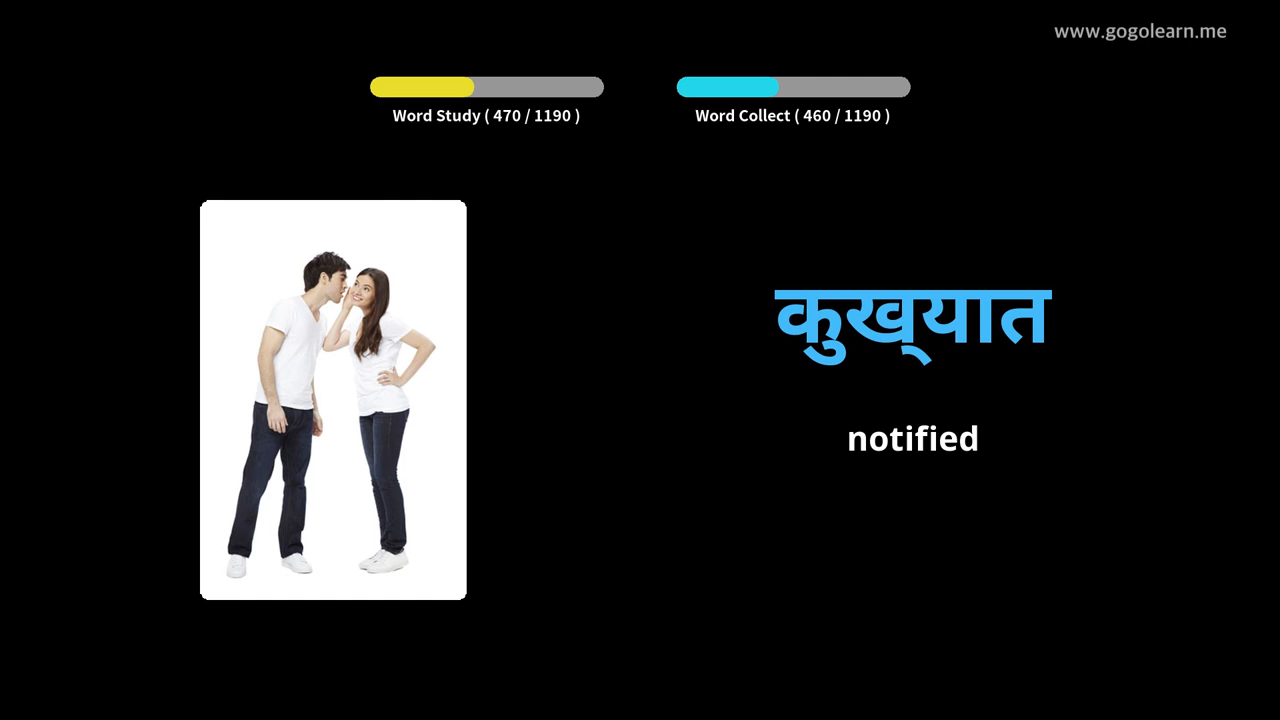 www.gogolearn.me
Word Study ( 470 / 1190 )
Word Collect ( 460 / 1190 )
कुख्यात
notified